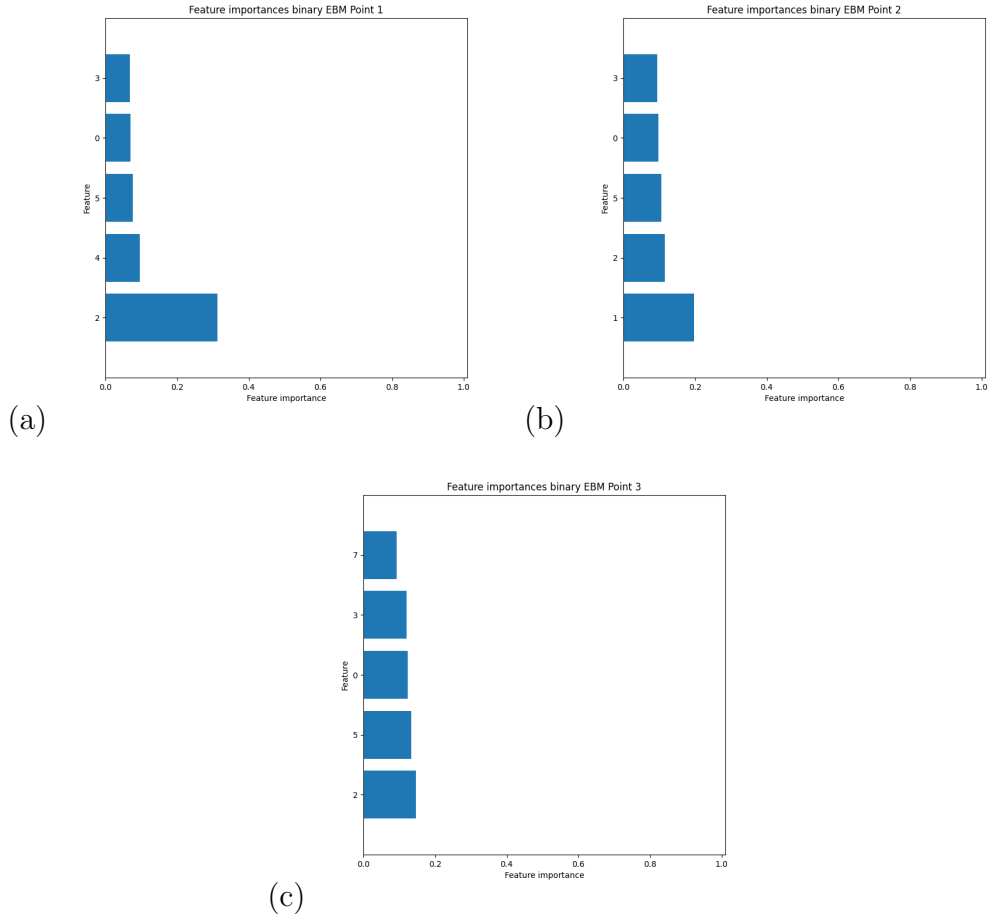 Feature importances binary EBM Point 1
3
0
5
4
2
Feature
0.0 0.2 0.4 0.6 0.8 1.0
Feature importance
(a)
Feature importances binary EBM Point 2
3
0
5
2
1
Feature
0.0 0.2 0.4 0.6 0.8 1.0
Feature importance
(b)
Feature importances binary EBM Point 3
7
3
0
5
2
Feature
0.0 0.2 0.4 0.6 0.8 1.0
Feature importance
(c)